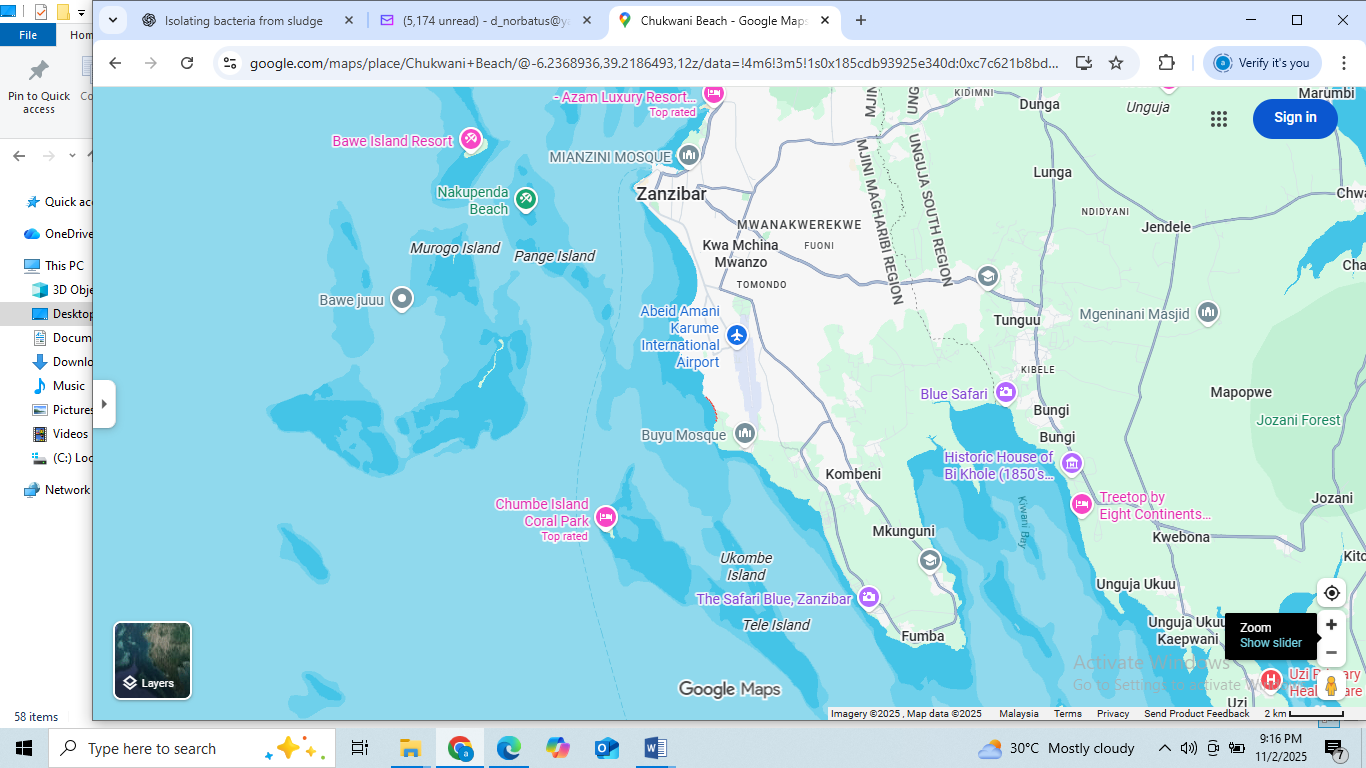 Isolating bacteria from sludge
(5,174 unread) - d_norbatus@y
Chukwani Beach - Google Maps
File
Hom
google.com/maps/place/Chukwani+Beach/@-6.2368936,39.2186493,12z/data=!4m6!3m5!1s0x185cdb93925e340d:0xc7c621b8bd...
Verify it's you
Pin to Quick
access
Co
Quick ac
OneDrive
This PC
3D Obje
Desktop
Docum
Downlo
Music
Pictures
Videos
(C:) Loc
Network
58 items
- Azam Luxury Resort...
Top rated
KIDIMNI
Dunga
Unguja
Marumbi
Sign in
Bawe Island Resort
MIANZINI MOSQUE
MJINI MAGHARIBI REGION
UNGUJA SOUTH REGION
Lunga
Nakupenda
Beach
Zanzibar
Chwa
NDIDYANI
Jendele
MWANAKWEREKWE
Murogo Island
Pange Island
Kwa Mchina
Mwanzo
FUONI
Cha
TOMONDO
Bawe juuu
Abeid Amani
Karume
International
Airport
Tunguu
Mgeninani Masjid
KIBELE
Blue Safari
Mapopwe
Bungi
Jozani Forest
Buyu Mosque
Bungi
Historic House of
Bi Khole (1850's...
Kombeni
Chumbe Island
Coral Park
Top rated
Kiwani Bay
Treetop by
Eight Continents...
Jozani
Mkunguni
Kwebona
Ukombe
Island
Kito
Unguja Ukuu
The Safari Blue, Zanzibar
Tele Island
Fumba
Unguja Ukuu
Kaepwani
Zoom
Show slider
Layers
Google Maps
Activate Windows
Go to Settings to activate Win
Uzi
Imagery ©2025 , Map data ©2025
Malaysia
Terms
Privacy
Send Product Feedback
2 km
Type here to search
30°C Mostly cloudy
9:16 PM
11/2/2025
7